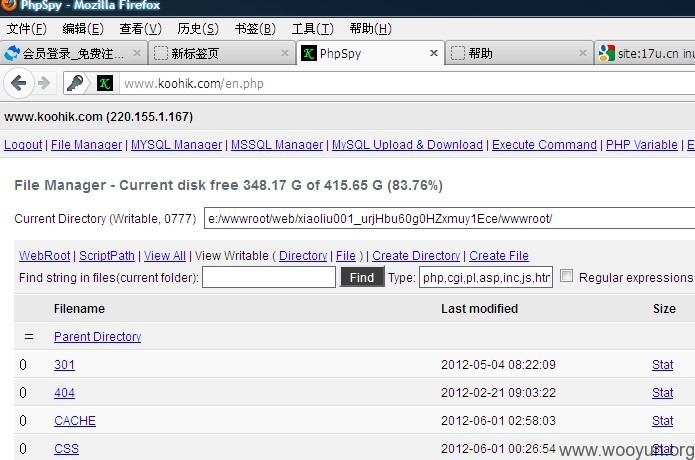 PhpSpy - Mozilla Firefox
文件(F) 编辑(E) 查看(V) 历史(S) 书签(B) 工具(T) 帮助(H)
会员登录_免费注... 新标签页 PhpSpy 帮助 site:17u.cn inu
www.koohik.com/en.php
www.koohik.com (220.155.1.167)
Logout | File Manager | MYSQL Manager | MSSQL Manager | MySQL Upload & Download | Execute Command | PHP Variable | E
File Manager - Current disk free 348.17 G of 415.65 G (83.76%)
Current Directory (Writable, 0777) e:/wwwroot/web/xiaoliu001_urjHbu60g0HZxmuy1Ece/wwwroot/
WebRoot | ScriptPath | View All | View Writable ( Directory | File ) | Create Directory | Create File
Find string in files(current folder): Find Type: php,cgi,pl,asp,inc,js,htm Regular expressions
Filename Last modified Size
= Parent Directory
0 301 2012-05-04 08:22:09 Stat
0 404 2012-02-21 09:03:22 Stat
0 CACHE 2012-06-01 02:58:03 Stat
0 CSS 2012-06-01 00:26:54 Stat
www.wooyun.org